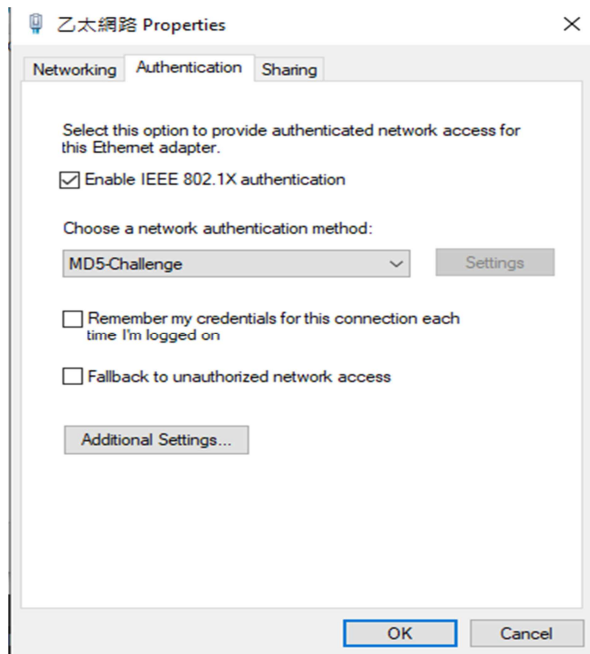 乙太網路 Properties
Networking Authentication Sharing
Select this option to provide authenticated network access for
this Ethernet adapter.
Enable IEEE 802.1X authentication
Choose a network authentication method:
MD5-Challenge Settings
Remember my credentials for this connection each
time I'm logged on
Fallback to unauthorized network access
Additional Settings...
OK Cancel